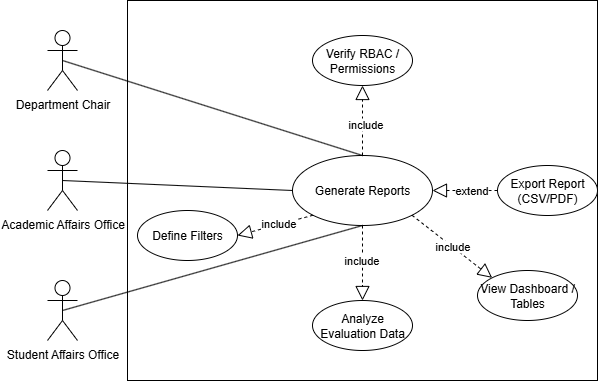 Verify RBAC /
Permissions
Department Chair
include
Generate Reports
extend
Export Report
(CSV/PDF)
Academic Affairs Office
include
Define Filters
include
include
View Dashboard /
Tables
Analyze
Evaluation Data
Student Affairs Office